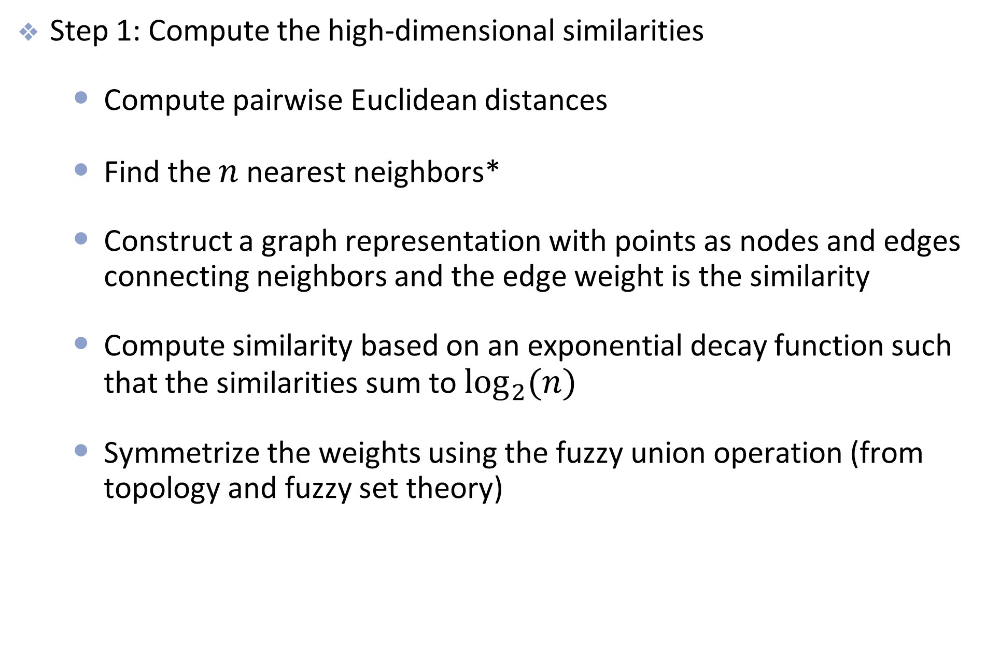 ❖ Step 1: Compute the high-dimensional similarities
• Compute pairwise Euclidean distances
• Find the n nearest neighbors*
• Construct a graph representation with points as nodes and edges
connecting neighbors and the edge weight is the similarity
• Compute similarity based on an exponential decay function such
that the similarities sum to log₂(n)
• Symmetrize the weights using the fuzzy union operation (from
topology and fuzzy set theory)